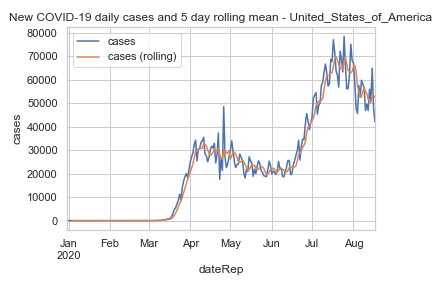 New COVID-19 daily cases and 5 day rolling mean - United_States_of_America
cases
cases (rolling)
80000
70000
60000
50000
40000
30000
20000
10000
0
cases
Jan Feb Mar Apr May Jun Jul Aug
2020
dateRep